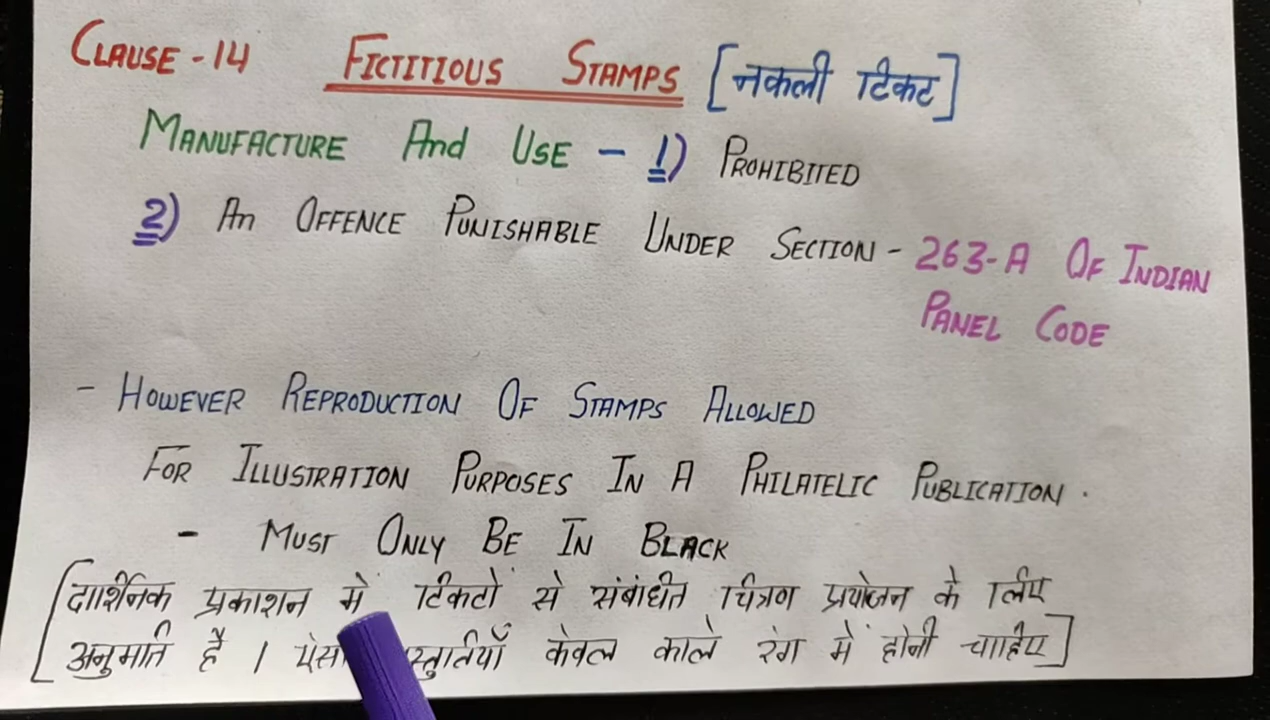 CLAUSE - 14 FICTITIOUS STAMPS [नकली टिकट]
MANUFACTURE And USE - 1) PROHIBITED
2) An OFFENCE PUNISHABLE UNDER SECTION - 263-A OF INDIAN
PANEL CODE
- HOWEVER REPRODUCTION OF STAMPS ALLOWED
FOR ILLUSTRATION PURPOSES IN A PHILATELIC PUBLICATION.
- MUST ONLY BE IN BLACK
[दार्शनिक प्रकाशन में टिकटों से संबंधित चित्रण प्रयोजन के लिए
अनुमति है । केवल काले रंग में होनी चाहिए]